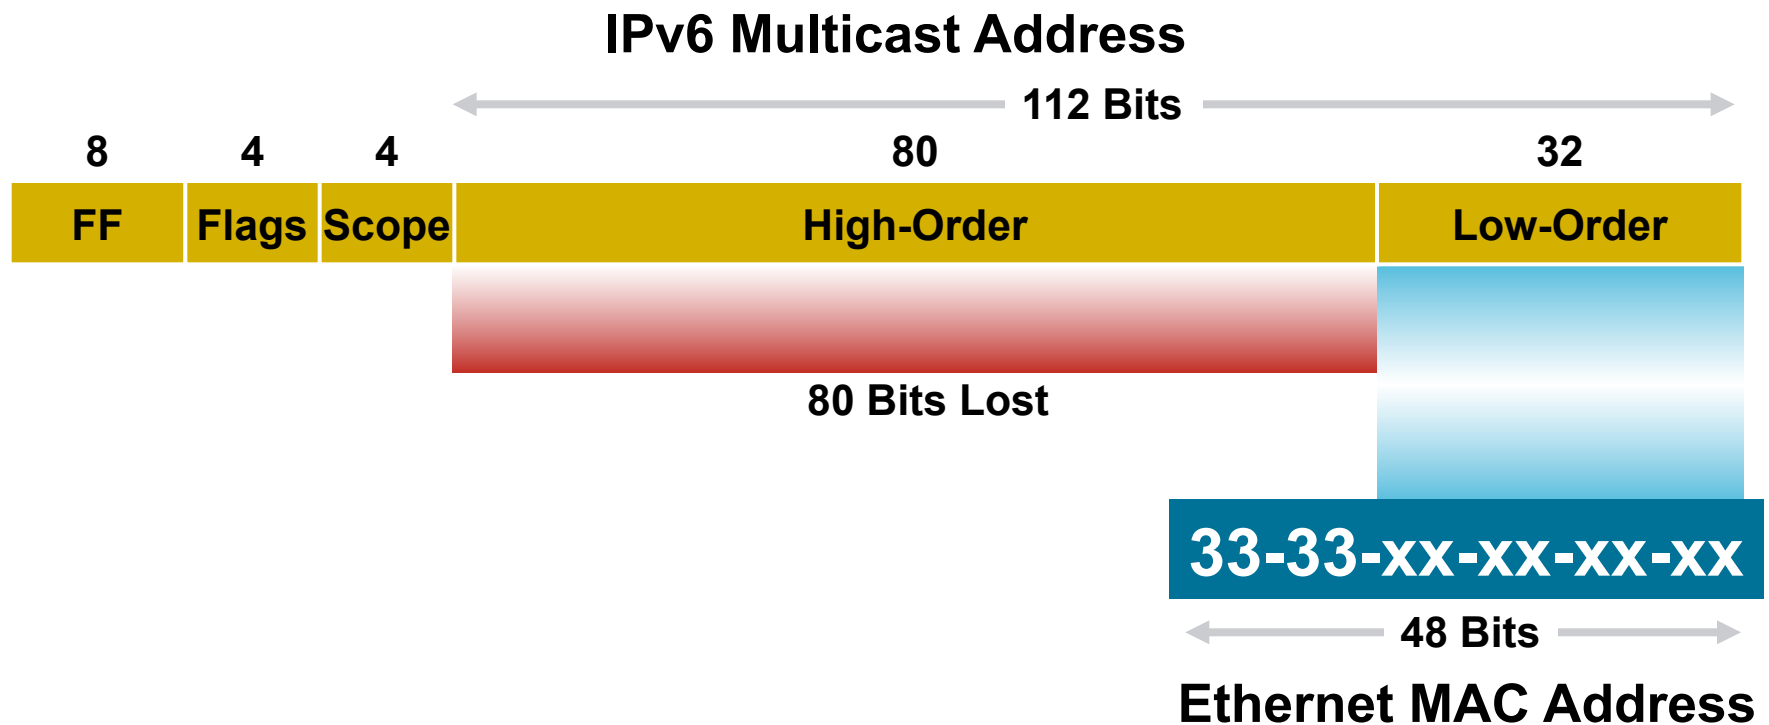 IPv6 Multicast Address
112 Bits
8 4 4 80 32
FF Flags Scope High-Order Low-Order
80 Bits Lost
33-33-xx-xx-xx-xx
48 Bits
Ethernet MAC Address